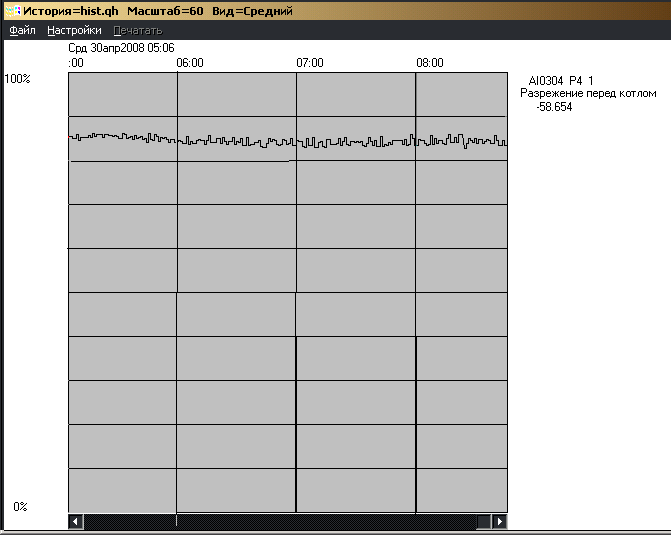 История=hist.qh Масштаб=60 Вид=Средний
Файл Настройки Печатать
Срд 30апр2008 05:06
:00 06:00 07:00 08:00
100%
AI0304 P4 1
Разрежение перед котлом
-58.654
0%